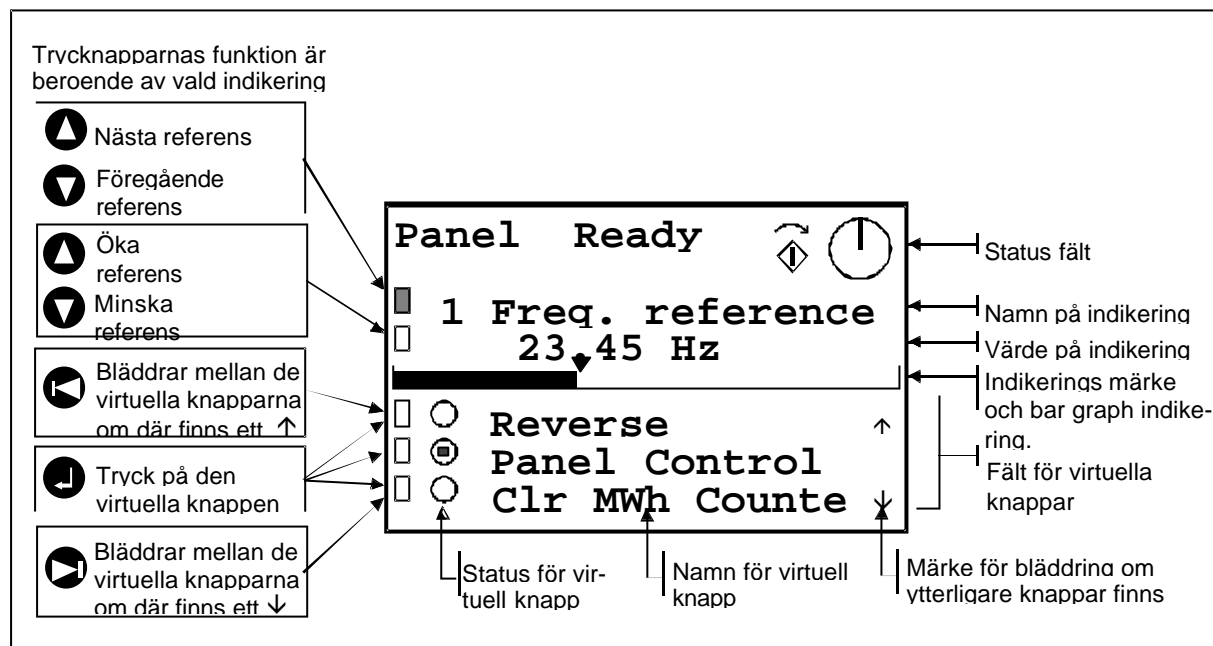 Trycknapparnas funktion är
beroende av vald indikering
Nästa referens
Föregående
referens
Öka
referens
Minska
referens
Bläddrar mellan de
virtuella knapparna
om där finns ett ↑
Tryck på den
virtuella knappen
Bläddrar mellan de
virtuella knapparna
om där finns ett ↓
Panel Ready
1 Freq. reference
23.45 Hz
Reverse ↑
Panel Control
Clr MWh Counte ↓
Status fält
Namn på indikering
Värde på indikering
Indikerings märke
och bar graph indike-
ring.
Fält för virtuella
knappar
Status för vir-
tuell knapp
Namn för virtuell
knapp
Märke för bläddring om
ytterligare knappar finns